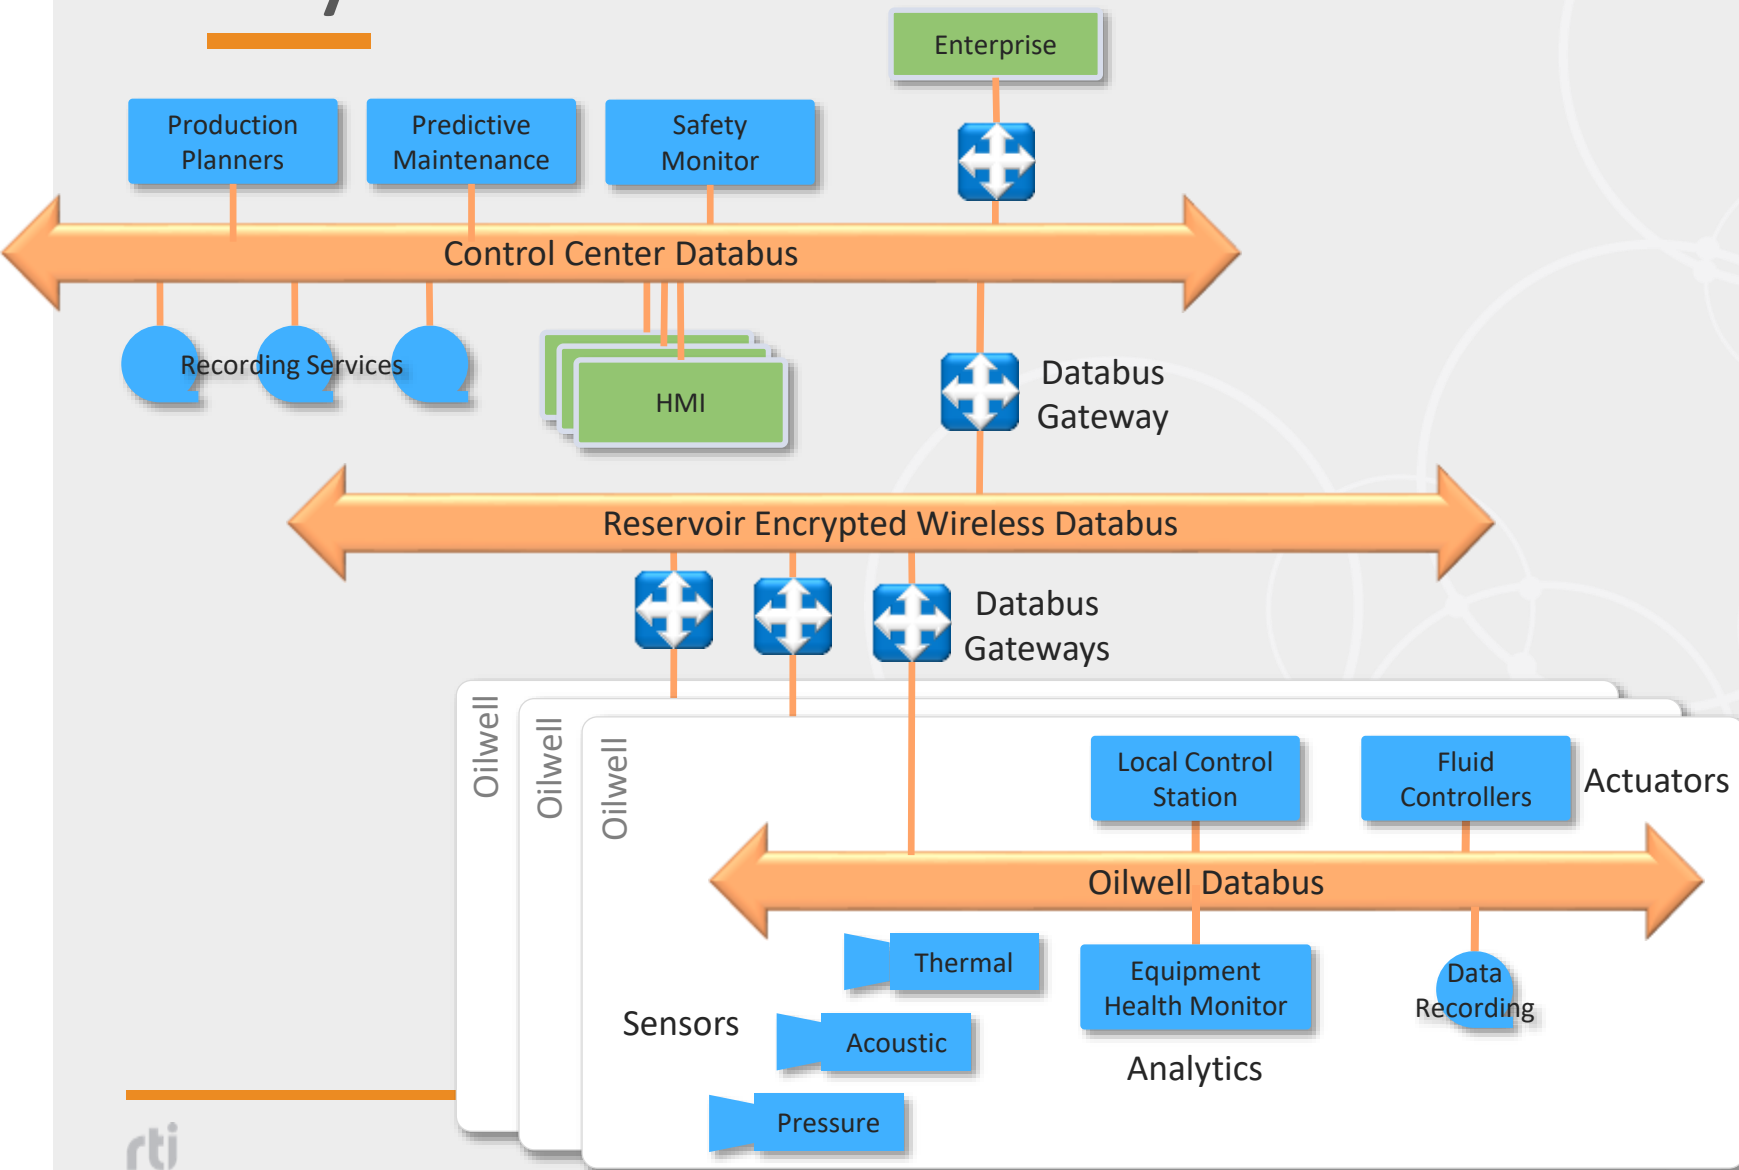 Enterprise
Production
Planners
Predictive
Maintenance
Safety
Monitor
Control Center Databus
Recording Services
HMI
Databus
Gateway
Reservoir Encrypted Wireless Databus
Databus
Gateways
Oilwell
Oilwell
Oilwell
Local Control
Station
Fluid
Controllers
Actuators
Oilwell Databus
Thermal
Sensors
Acoustic
Pressure
Equipment
Health Monitor
Analytics
Data
Recording
rti